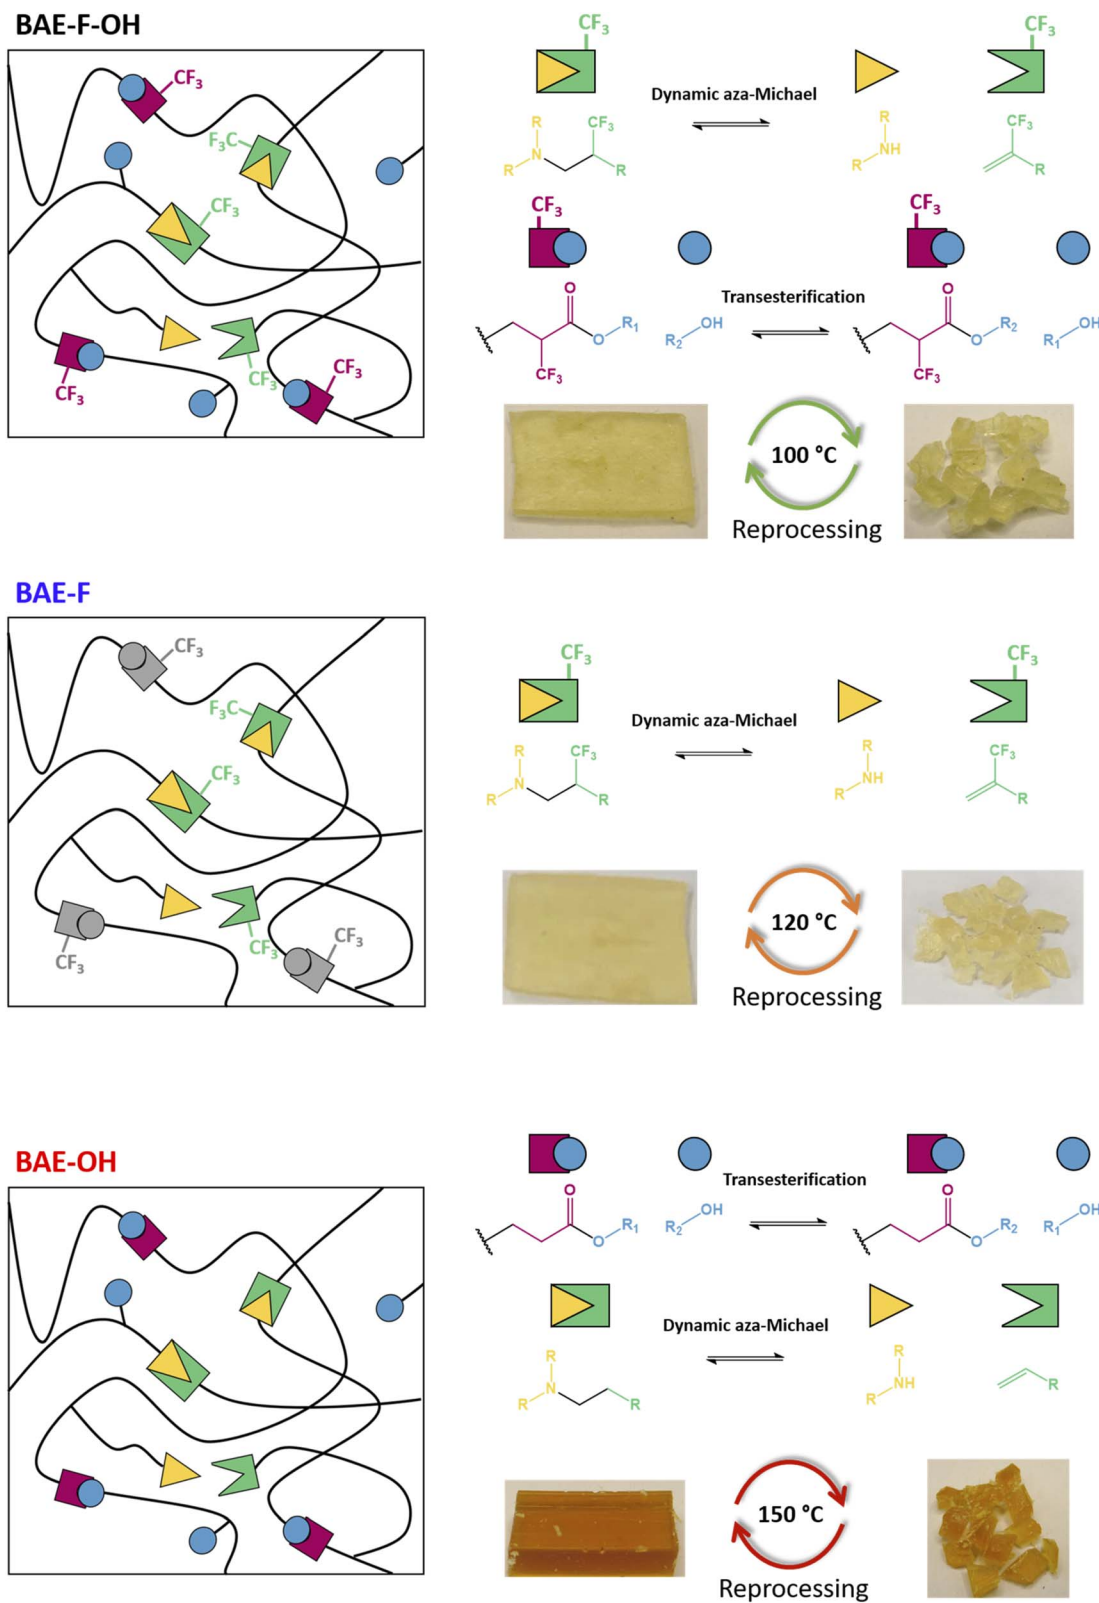 BAE-F-OH
CF3
F3C
CF3
CF3
CF3
CF3
CF3
CF3
CF3
Dynamic aza-Michael
R
N
R
CF3
R
R
NH
R
CF3
R
CF3
CF3
Transesterification
O
O
R1
CF3
R2
OH
O
O
R2
CF3
R1
OH
100 °C
Reprocessing
BAE-F
CF3
F3C
CF3
CF3
CF3
CF3
CF3
CF3
Dynamic aza-Michael
R
N
R
CF3
R
R
NH
R
CF3
R
120 °C
Reprocessing
BAE-OH
Transesterification
O
O
R1
R2
OH
O
O
R2
R1
OH
Dynamic aza-Michael
R
N
R
R
R
NH
R
R
150 °C
Reprocessing